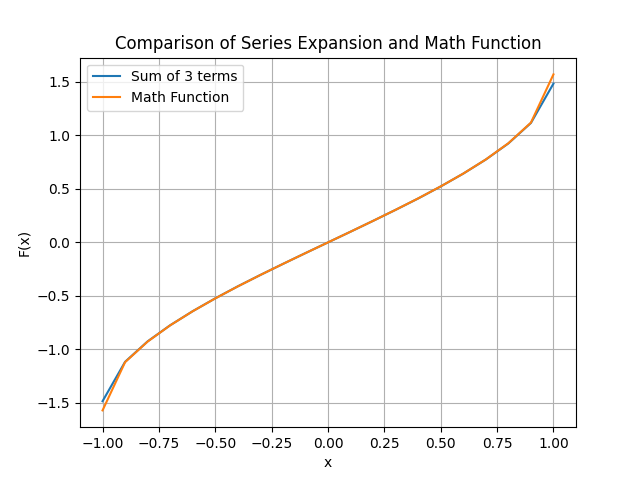 Comparison of Series Expansion and Math Function
Sum of 3 terms
Math Function
1.5
1.0
0.5
0.0
−0.5
−1.0
−1.5
F(x)
−1.00 −0.75 −0.50 −0.25 0.00 0.25 0.50 0.75 1.00
x